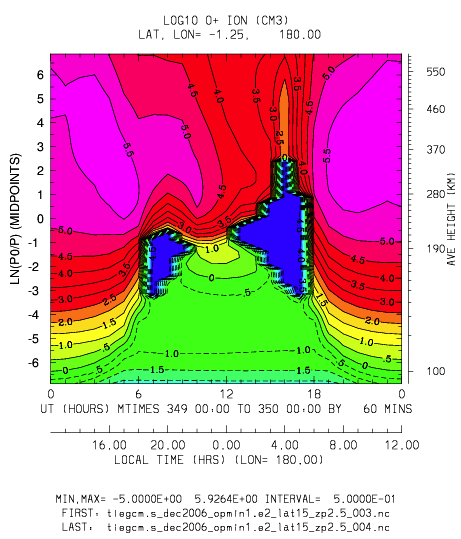 LOG10 O+ ION (CM3)
LAT, LON= -1.25, 180.00
6
5
4
3
2
1
0
-1
-2
-3
-4
-5
-6
LN(P0/P) (MIDPOINTS)
550
460
370
280
190
100
AVE HEIGHT (KM)
0 6 12 18 0
UT (HOURS) MTIMES 349 00:00 TO 350 00:00 BY 60 MINS
16.00 20.00 0.00 4.00 8.00 12.00
LOCAL TIME (HRS) (LON= 180.00)
MIN,MAX= -5.0000E+00 5.9264E+00 INTERVAL= 5.0000E-01
FIRST: tiegcm.s_dec2006_opmin1.e2_lat15_zp2.5_003.nc
LAST: tiegcm.s_dec2006_opmin1.e2_lat15_zp2.5_004.nc